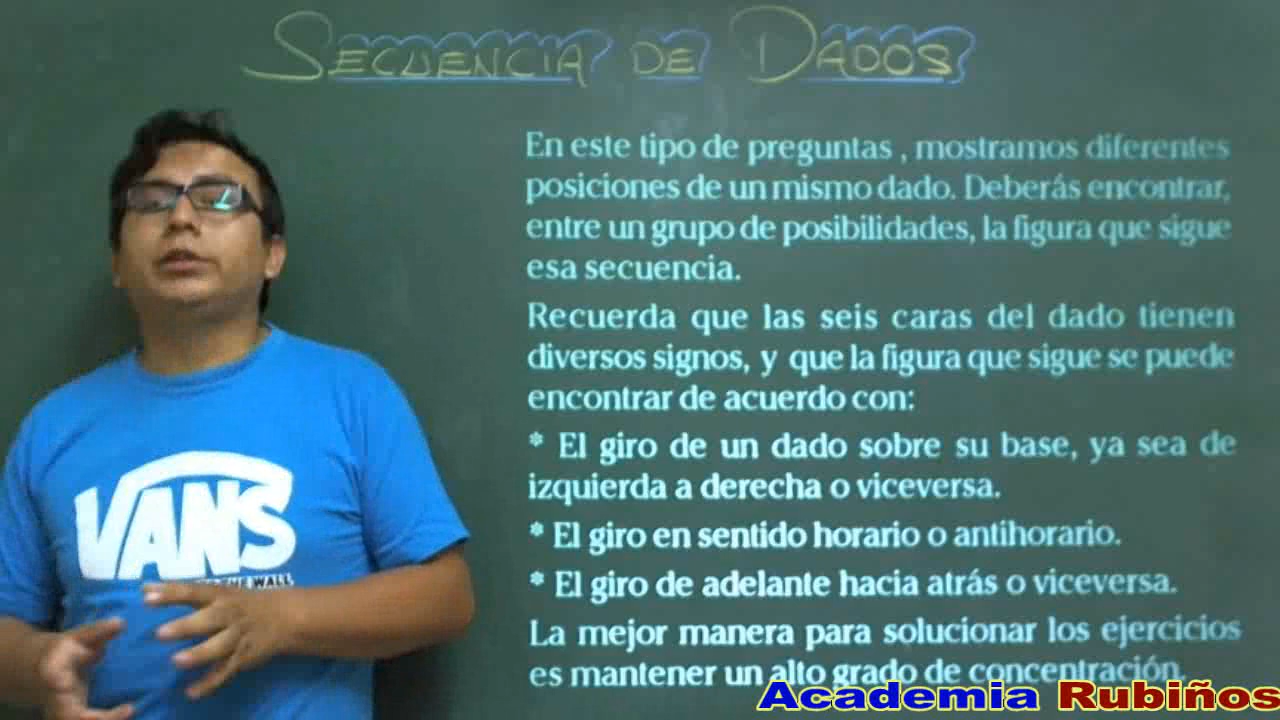 SECUENCIA DE DADOS
En este tipo de preguntas , mostramos diferentes
posiciones de un mismo dado. Deberás encontrar,
entre un grupo de posibilidades, la figura que sigue
esa secuencia.
Recuerda que las seis caras del dado tienen
diversos signos, y que la figura que sigue se puede
encontrar de acuerdo con:
* El giro de un dado sobre su base, ya sea de
izquierda a derecha o viceversa.
* El giro en sentido horario o antihorario.
* El giro de adelante hacia atrás o viceversa.
La mejor manera para solucionar los ejercicios
es mantener un alto grado de concentración.
VANS
THE WALL
Academia Rubiños